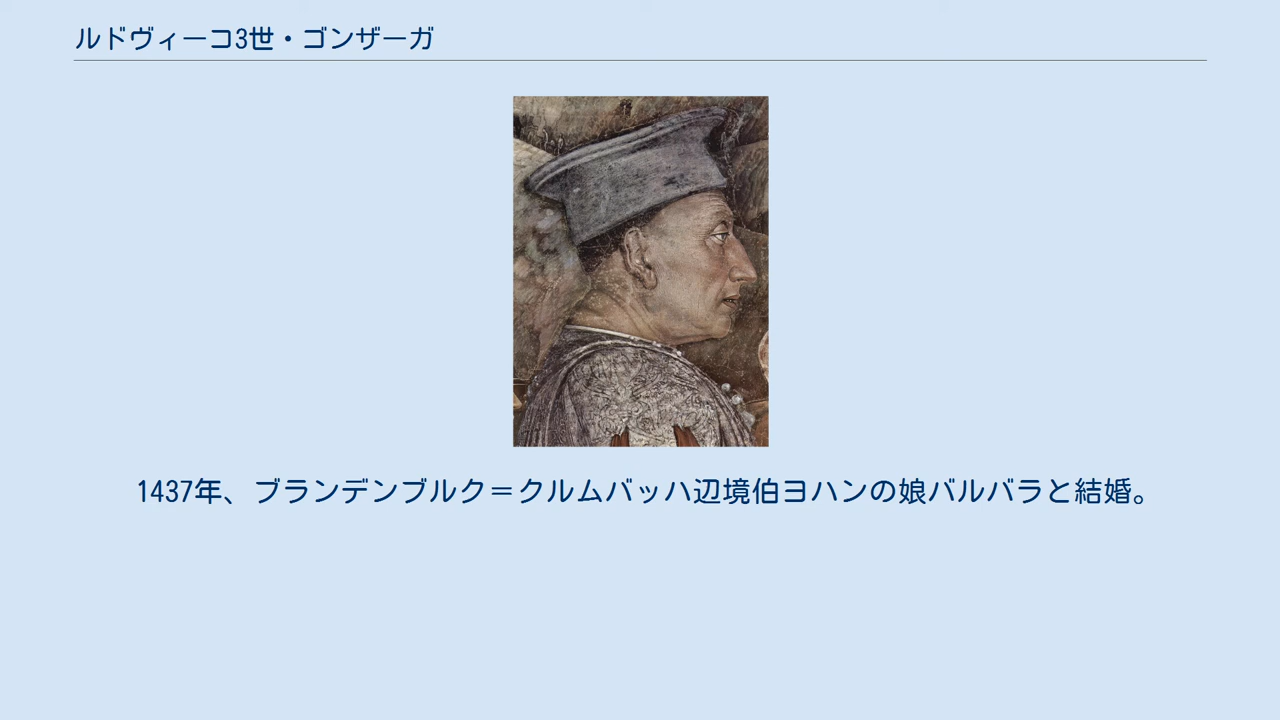 ルドヴィーコ3世・ゴンザーガ
1437年、ブランデンブルク＝クルムバッハ辺境伯ヨハンの娘バルバラと結婚。